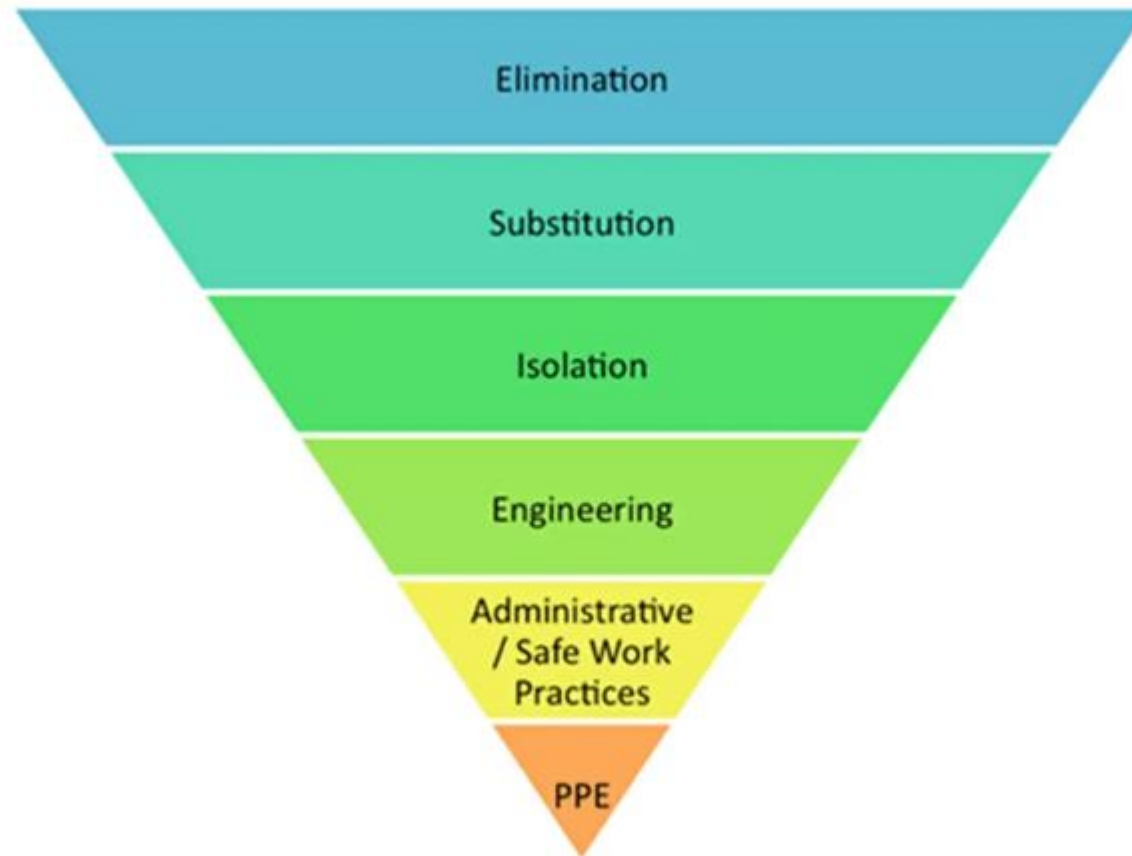 Elimination
Substitution
Isolation
Engineering
Administrative
/ Safe Work
Practices
PPE